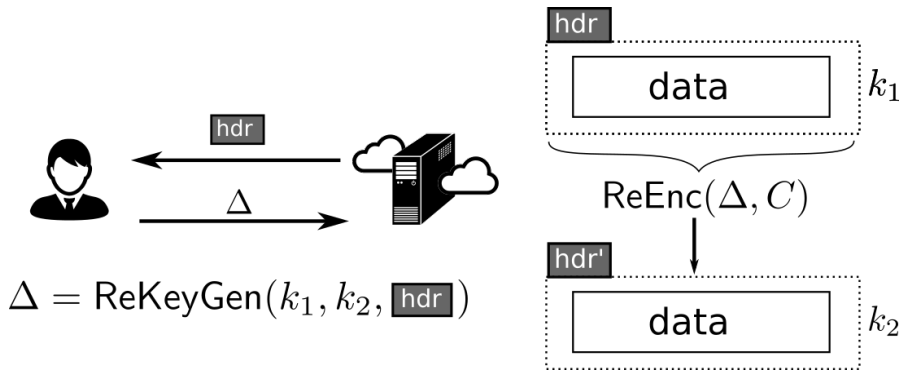 hdr
Δ
Δ = ReKeyGen(k₁, k₂, hdr )
hdr
data
k₁
ReEnc(Δ, C)
hdr'
data
k₂